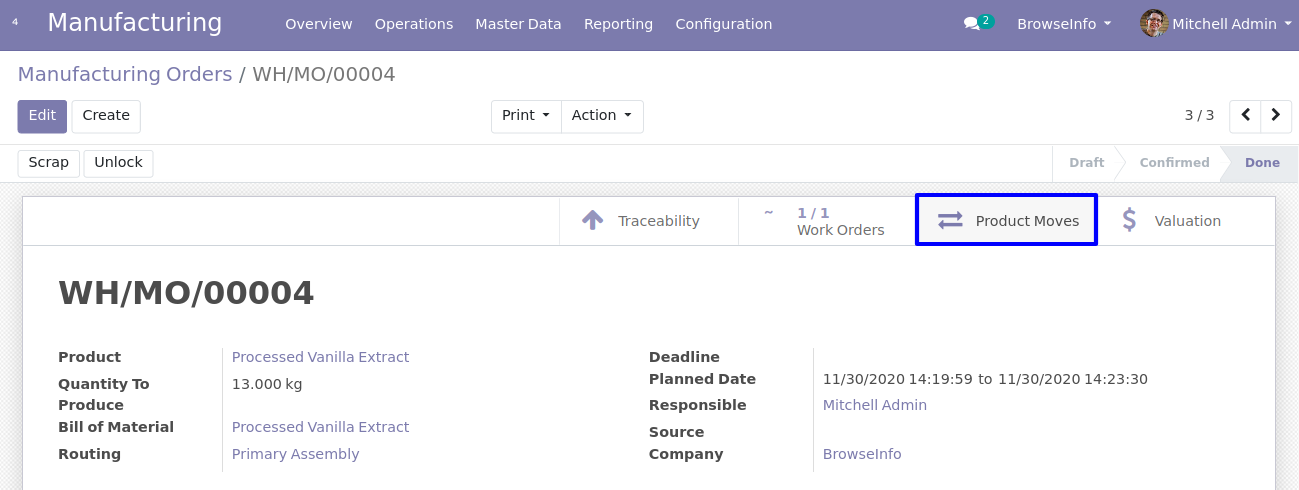 4 Manufacturing Overview Operations Master Data Reporting Configuration 2 BrowseInfo Mitchell Admin
Manufacturing Orders / WH/MO/00004
Edit Create Print Action 3 / 3
Scrap Unlock Draft Confirmed Done
Traceability ~ 1 / 1 Work Orders Product Moves $ Valuation
WH/MO/00004
Product Processed Vanilla Extract
Quantity To Produce 13.000 kg
Bill of Material Processed Vanilla Extract
Routing Primary Assembly
Deadline
Planned Date 11/30/2020 14:19:59 to 11/30/2020 14:23:30
Responsible Mitchell Admin
Source
Company BrowseInfo